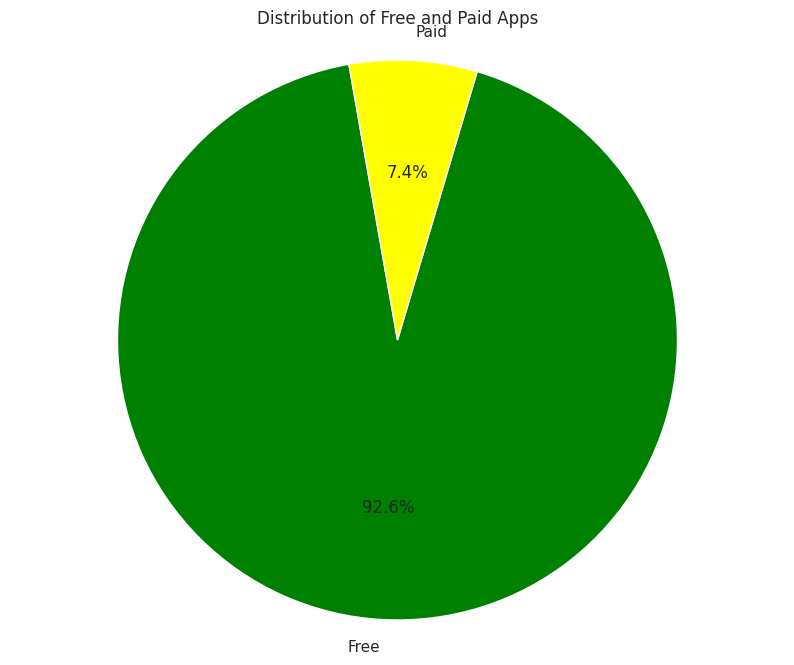 Distribution of Free and Paid Apps
Paid
7.4%
92.6%
Free